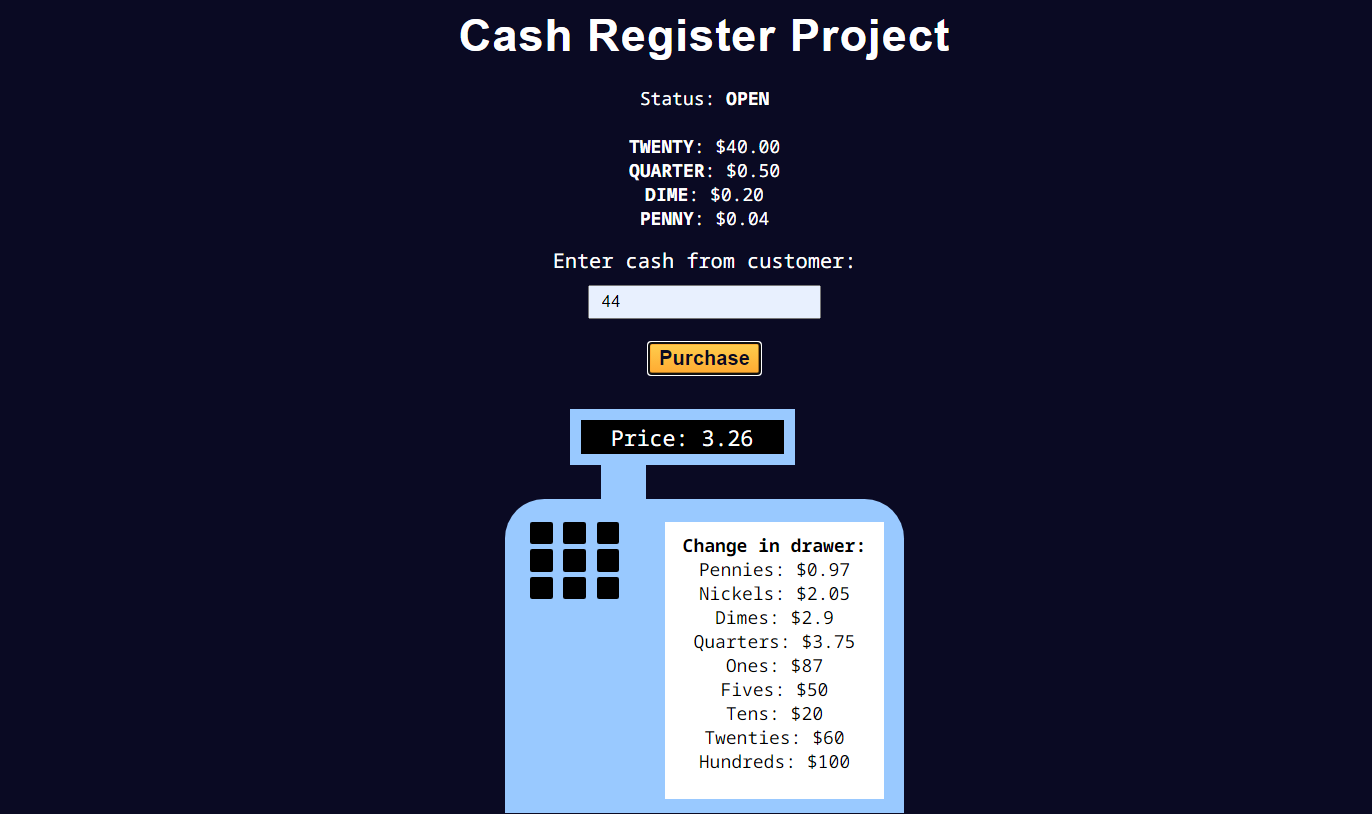 Cash Register Project
Status: OPEN
TWENTY: $40.00
QUARTER: $0.50
DIME: $0.20
PENNY: $0.04
Enter cash from customer:
44
Purchase
Price: 3.26
Change in drawer:
Pennies: $0.97
Nickels: $2.05
Dimes: $2.9
Quarters: $3.75
Ones: $87
Fives: $50
Tens: $20
Twenties: $60
Hundreds: $100